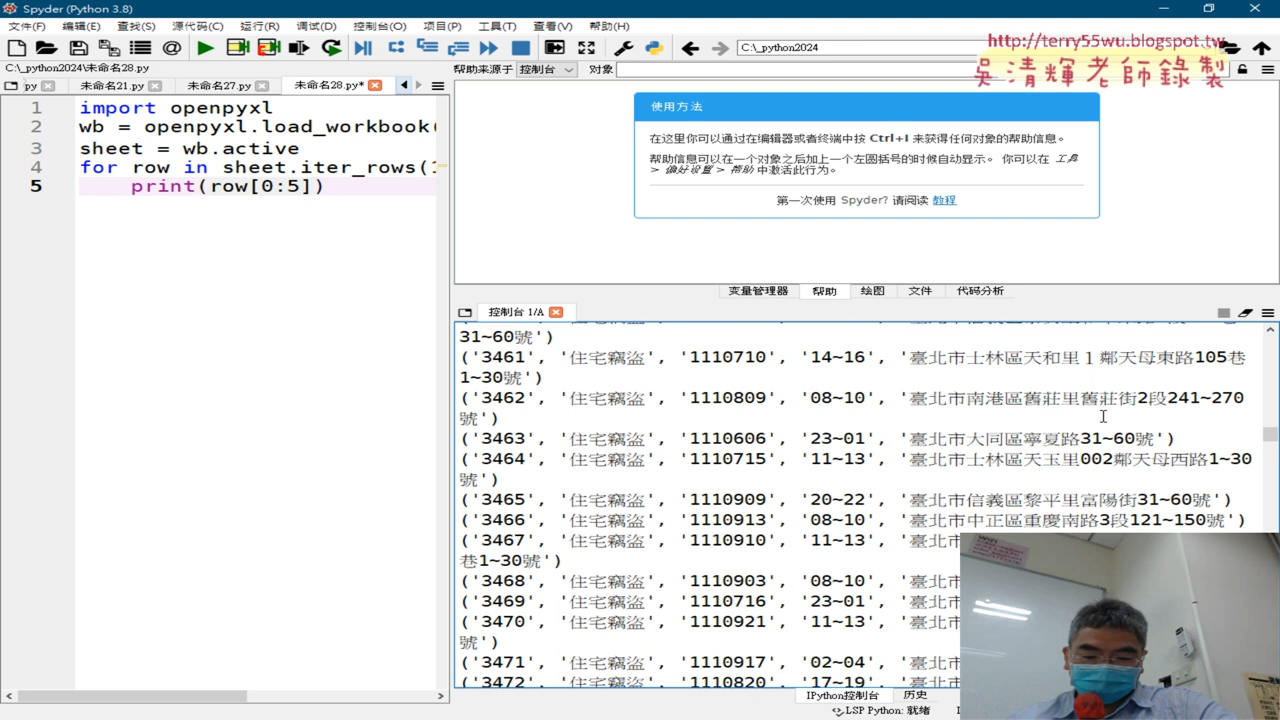 Spyder (Python 3.8)
文件(F) 编辑(E) 查找(S) 源代码(C) 运行(R) 调试(D) 控制台(O) 项目(P) 工具(T) 查看(V) 帮助(H)
C:\_python2024
http://terry55wu.blogspot.tw
吳清輝老師錄製
C:\_python2024\未命名28.py
帮助来源于 控制台 对象
py 未命名21.py 未命名27.py 未命名28.py*
1 import openpyxl
2 wb = openpyxl.load_workbook(
3 sheet = wb.active
4 for row in sheet.iter_rows(1
5 print(row[0:5])
使用方法
在这里你可以通过在编辑器或者终端中按 Ctrl+I 来获得任何对象的帮助信息。
帮助信息可以在一个对象之后加上一个左圆括号的时候自动显示。 你可以在 工具
> 偏好设置 > 帮助 中激活此行为。
第一次使用 Spyder? 请阅读 教程
变量管理器 帮助 绘图 文件 代码分析
控制台 1/A
31~60號')
('3461', '住宅竊盜', '1110710', '14~16', '臺北市士林區天和里１鄰天母東路105巷
1~30號')
('3462', '住宅竊盜', '1110809', '08~10', '臺北市南港區舊莊里舊莊街2段241~270
號')
('3463', '住宅竊盜', '1110606', '23~01', '臺北市大同區寧夏路31~60號')
('3464', '住宅竊盜', '1110715', '11~13', '臺北市士林區天玉里002鄰天母西路1~30
號')
('3465', '住宅竊盜', '1110909', '20~22', '臺北市信義區黎平里富陽街31~60號')
('3466', '住宅竊盜', '1110913', '08~10', '臺北市中正區重慶南路3段121~150號')
('3467', '住宅竊盜', '1110910', '11~13', '臺北市
巷1~30號')
('3468', '住宅竊盜', '1110903', '08~10', '臺北市
('3469', '住宅竊盜', '1110716', '23~01', '臺北市
('3470', '住宅竊盜', '1110921', '11~13', '臺北市
號')
('3471', '住宅竊盜', '1110917', '02~04', '臺北市
('3472', '住宅竊盜', '1110820', '17~19', '臺北市
IPython控制台 历史
LSP Python: 就绪